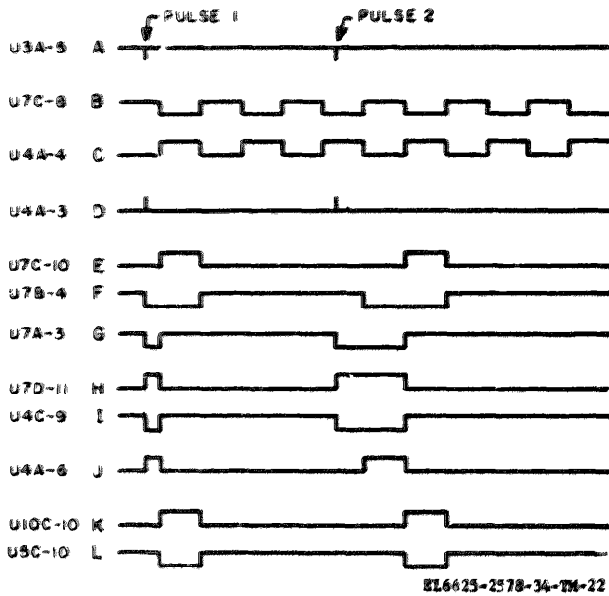 PULSE 1 PULSE 2
U3A-5 A
U7C-8 B
U4A-4 C
U4A-3 D
U7C-10 E
U7B-4 F
U7A-3 G
U7D-11 H
U4C-9 I
U4A-6 J
U10C-10 K
U5C-10 L
EL6625-2578-34-TM-22